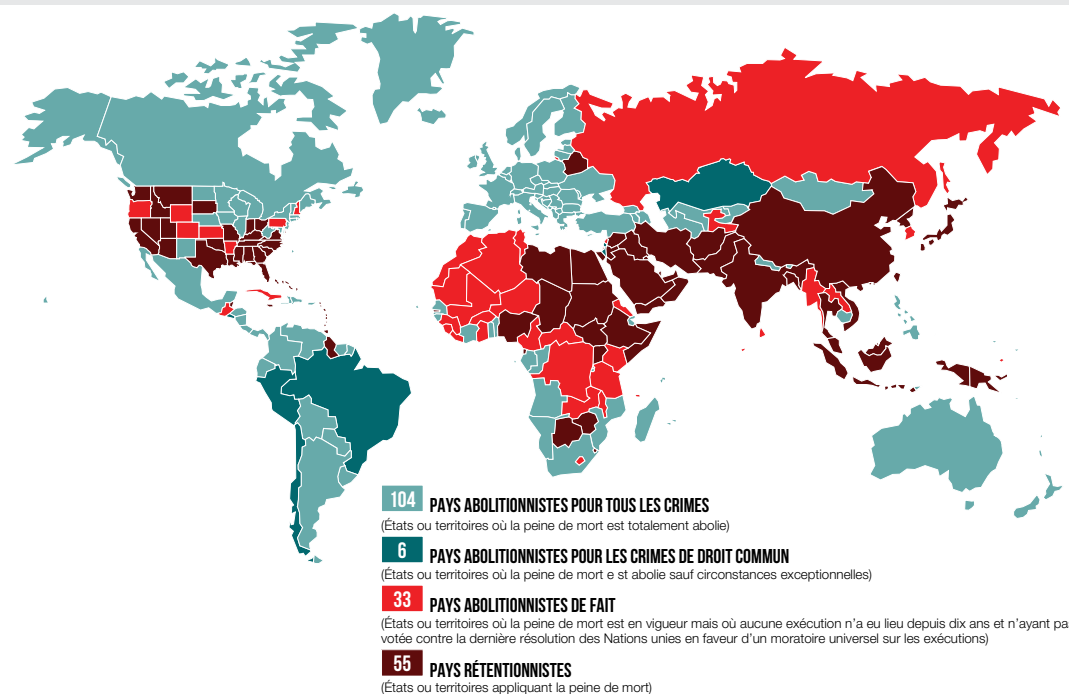 104 PAYS ABOLITIONNISTES POUR TOUS LES CRIMES
(États ou territoires où la peine de mort est totalement abolie)
6 PAYS ABOLITIONNISTES POUR LES CRIMES DE DROIT COMMUN
(États ou territoires où la peine de mort e st abolie sauf circonstances exceptionnelles)
33 PAYS ABOLITIONNISTES DE FAIT
(États ou territoires où la peine de mort est en vigueur mais où aucune exécution n’a eu lieu depuis dix ans et n’ayant pa
votée contre la dernière résolution des Nations unies en faveur d’un moratoire universel sur les exécutions)
55 PAYS RÉTENTIONNISTES
(États ou territoires appliquant la peine de mort)